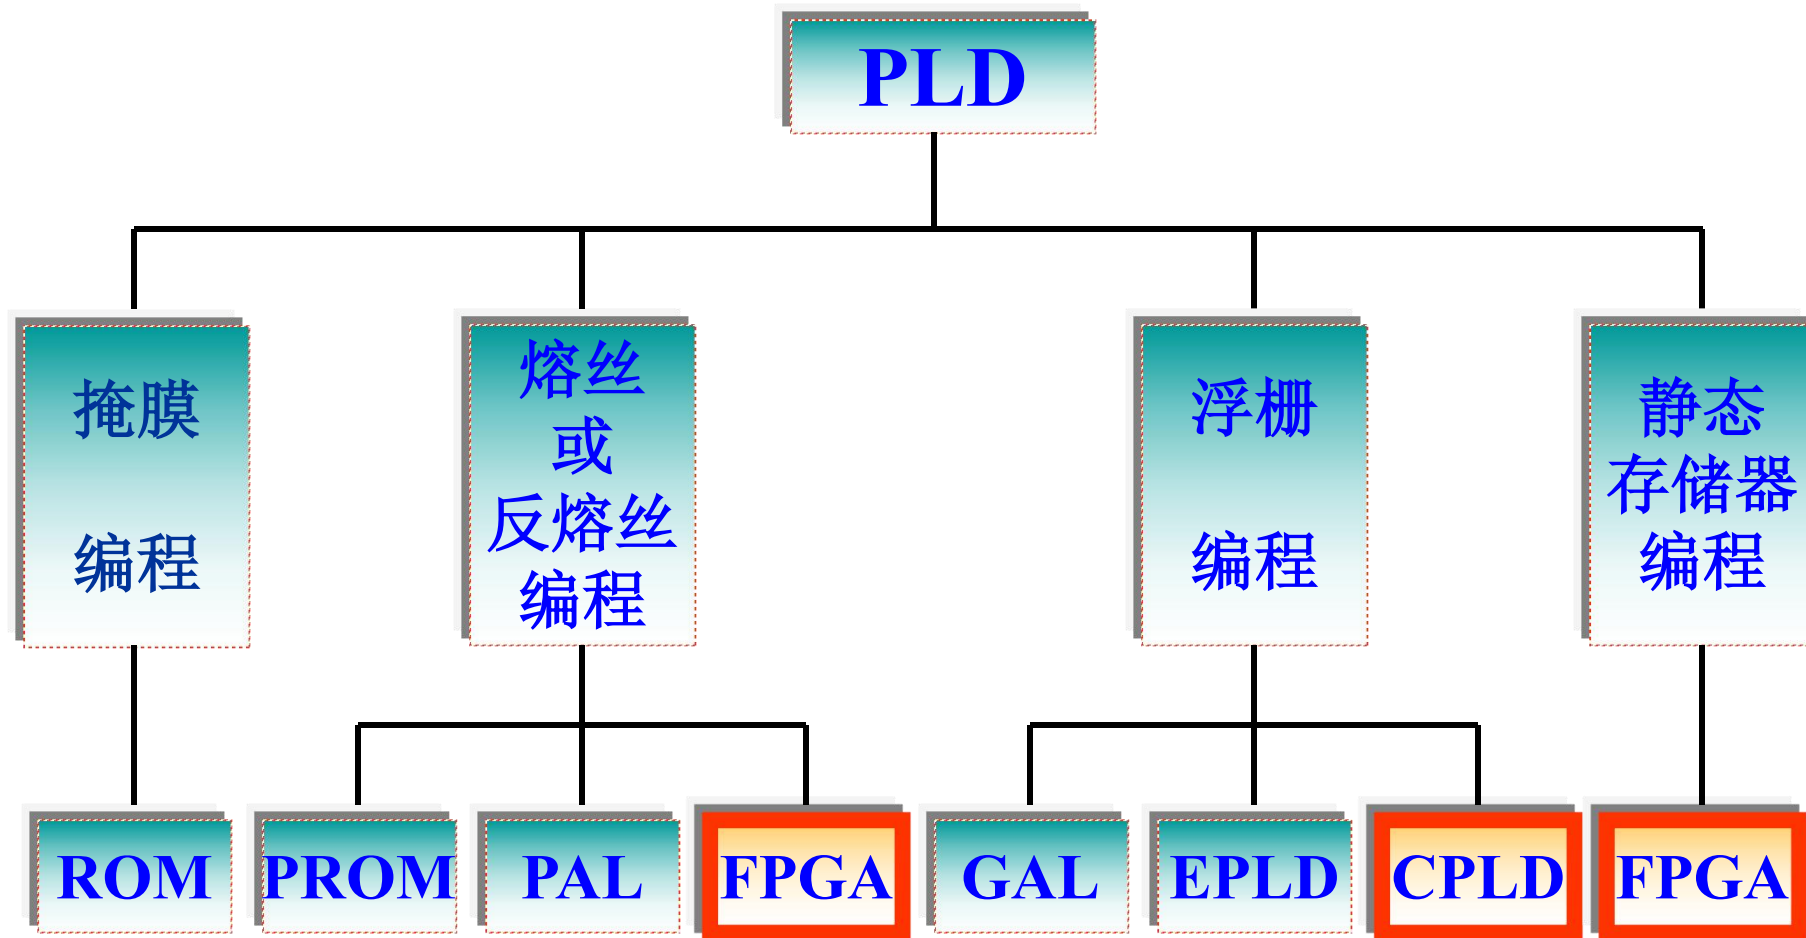 PLD
掩膜
编程
熔丝
或
反熔丝
编程
浮栅
编程
静态
存储器
编程
ROM
PROM
PAL
FPGA
GAL
EPLD
CPLD
FPGA